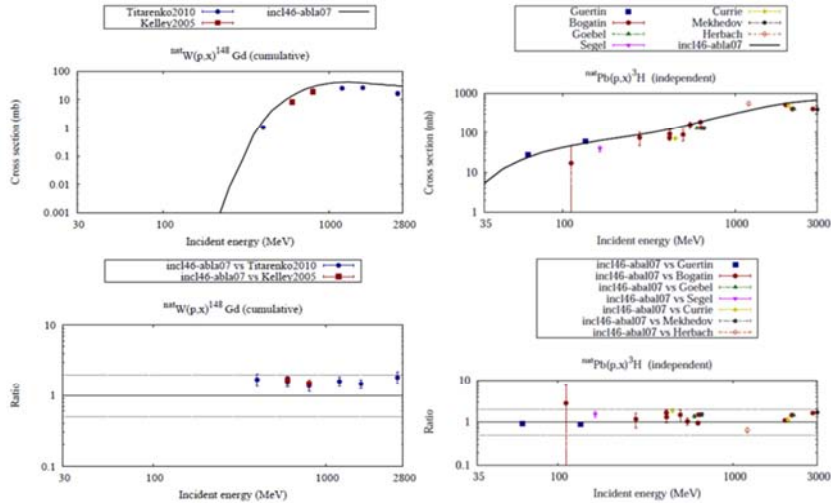 Titarenko2010
Kelley2005
incl46-abla07
natW(p,x)148Gd (cumulative)
Cross section (mb)
100
10
1
0.1
0.01
0.001
30
100
1000
2800
Incident energy (MeV)
incl46-abla07 vs Titarenko2010
incl46-abla07 vs Kelley2005
natW(p,x)148Gd (cumulative)
Ratio
10
1
0.1
30
100
1000
2800
Incident energy (MeV)
Guertin
Bogatin
Goebel
Segel
Currie
Mekhedov
Herbach
incl46-abla07
natPb(p,x)3H (independent)
Cross section (mb)
1000
100
10
1
35
100
1000
3000
Incident energy (MeV)
incl46-abal07 vs Guertin
incl46-abal07 vs Bogatin
incl46-abal07 vs Goebel
incl46-abal07 vs Segel
incl46-abal07 vs Currie
incl46-abal07 vs Mekhedov
incl46-abal07 vs Herbach
natPb(p,x)3H (independent)
Ratio
10
1
0.1
35
100
1000
3000
Incident energy (MeV)